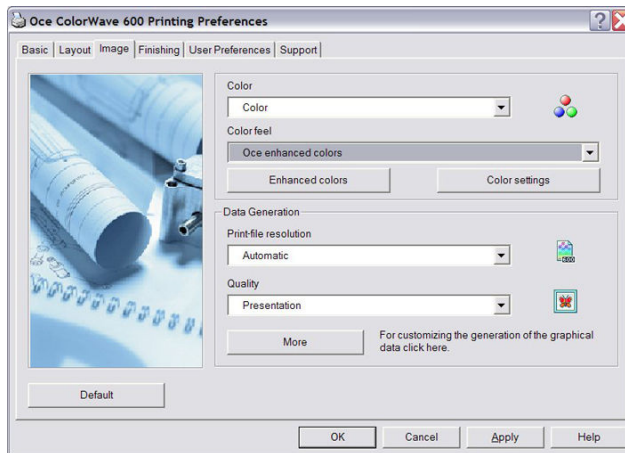 Oce ColorWave 600 Printing Preferences
Basic Layout Image Finishing User Preferences Support
Color
Color
Color feel
Oce enhanced colors
Enhanced colors Color settings
Data Generation
Print-file resolution
Automatic
Quality
Presentation
More
For customizing the generation of the graphical
data click here.
Default
OK Cancel Apply Help